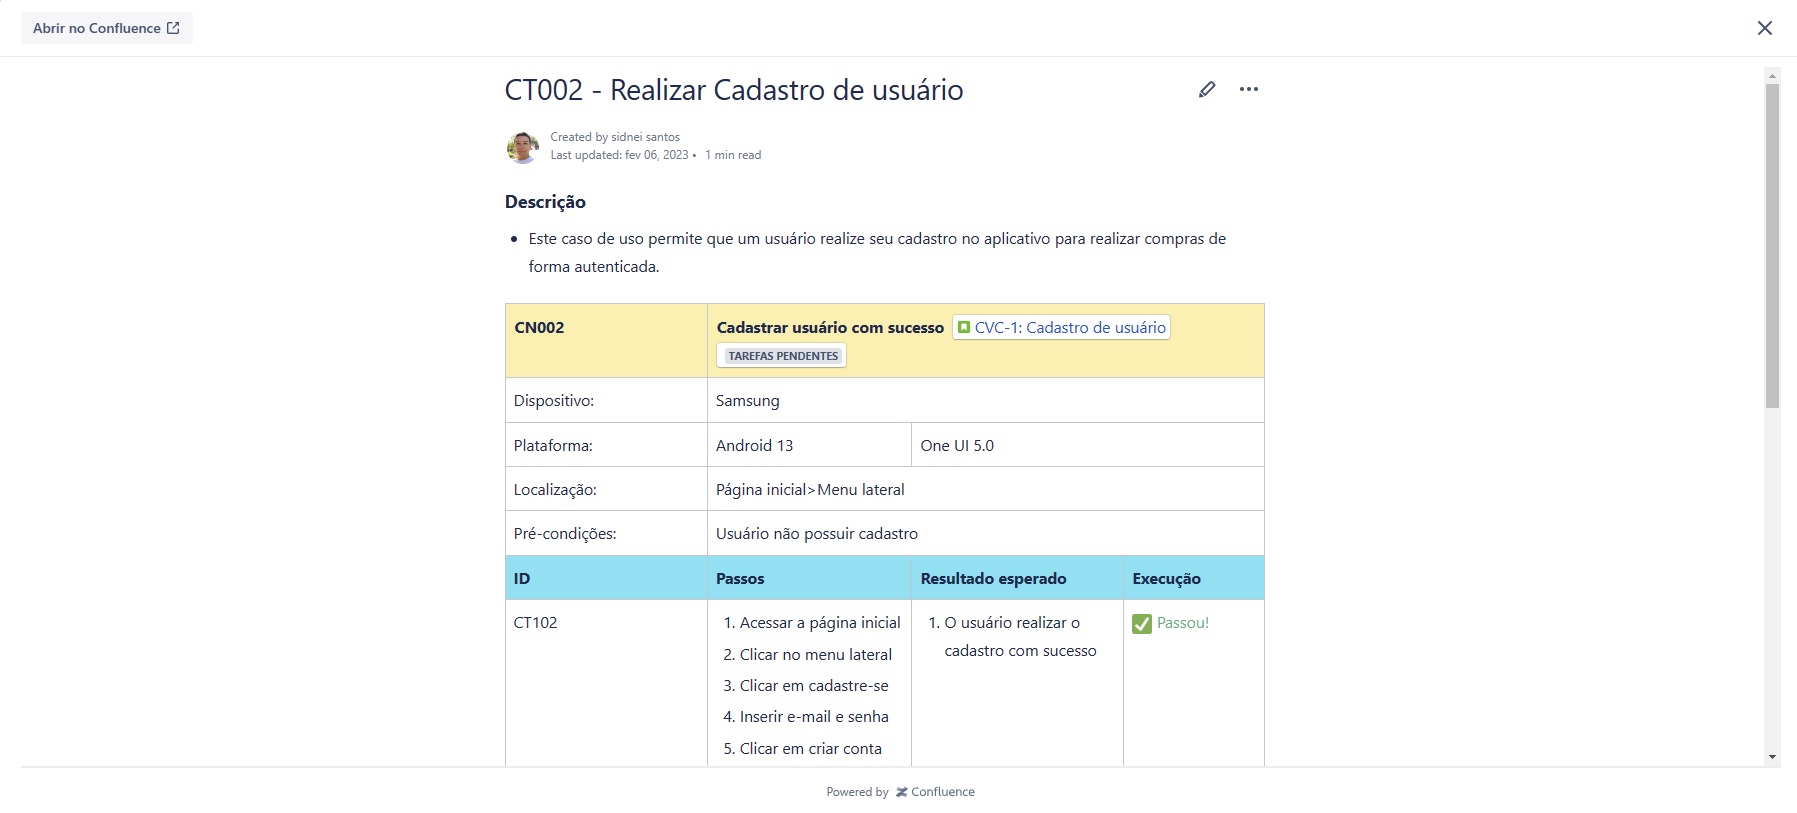 Abrir no Confluence
CT002 - Realizar Cadastro de usuário
Created by sidnei santos
Last updated: fev 06, 2023 • 1 min read
Descrição
• Este caso de uso permite que um usuário realize seu cadastro no aplicativo para realizar compras de
forma autenticada.
CN002
Cadastrar usuário com sucesso CVC-1: Cadastro de usuário
TAREFAS PENDENTES
Dispositivo: Samsung
Plataforma: Android 13 One UI 5.0
Localização: Página inicial>Menu lateral
Pré-condições: Usuário não possuir cadastro
ID Passos Resultado esperado Execução
CT102
1. Acessar a página inicial
2. Clicar no menu lateral
3. Clicar em cadastre-se
4. Inserir e-mail e senha
5. Clicar em criar conta
1. O usuário realizar o
cadastro com sucesso
Passou!
Powered by Confluence